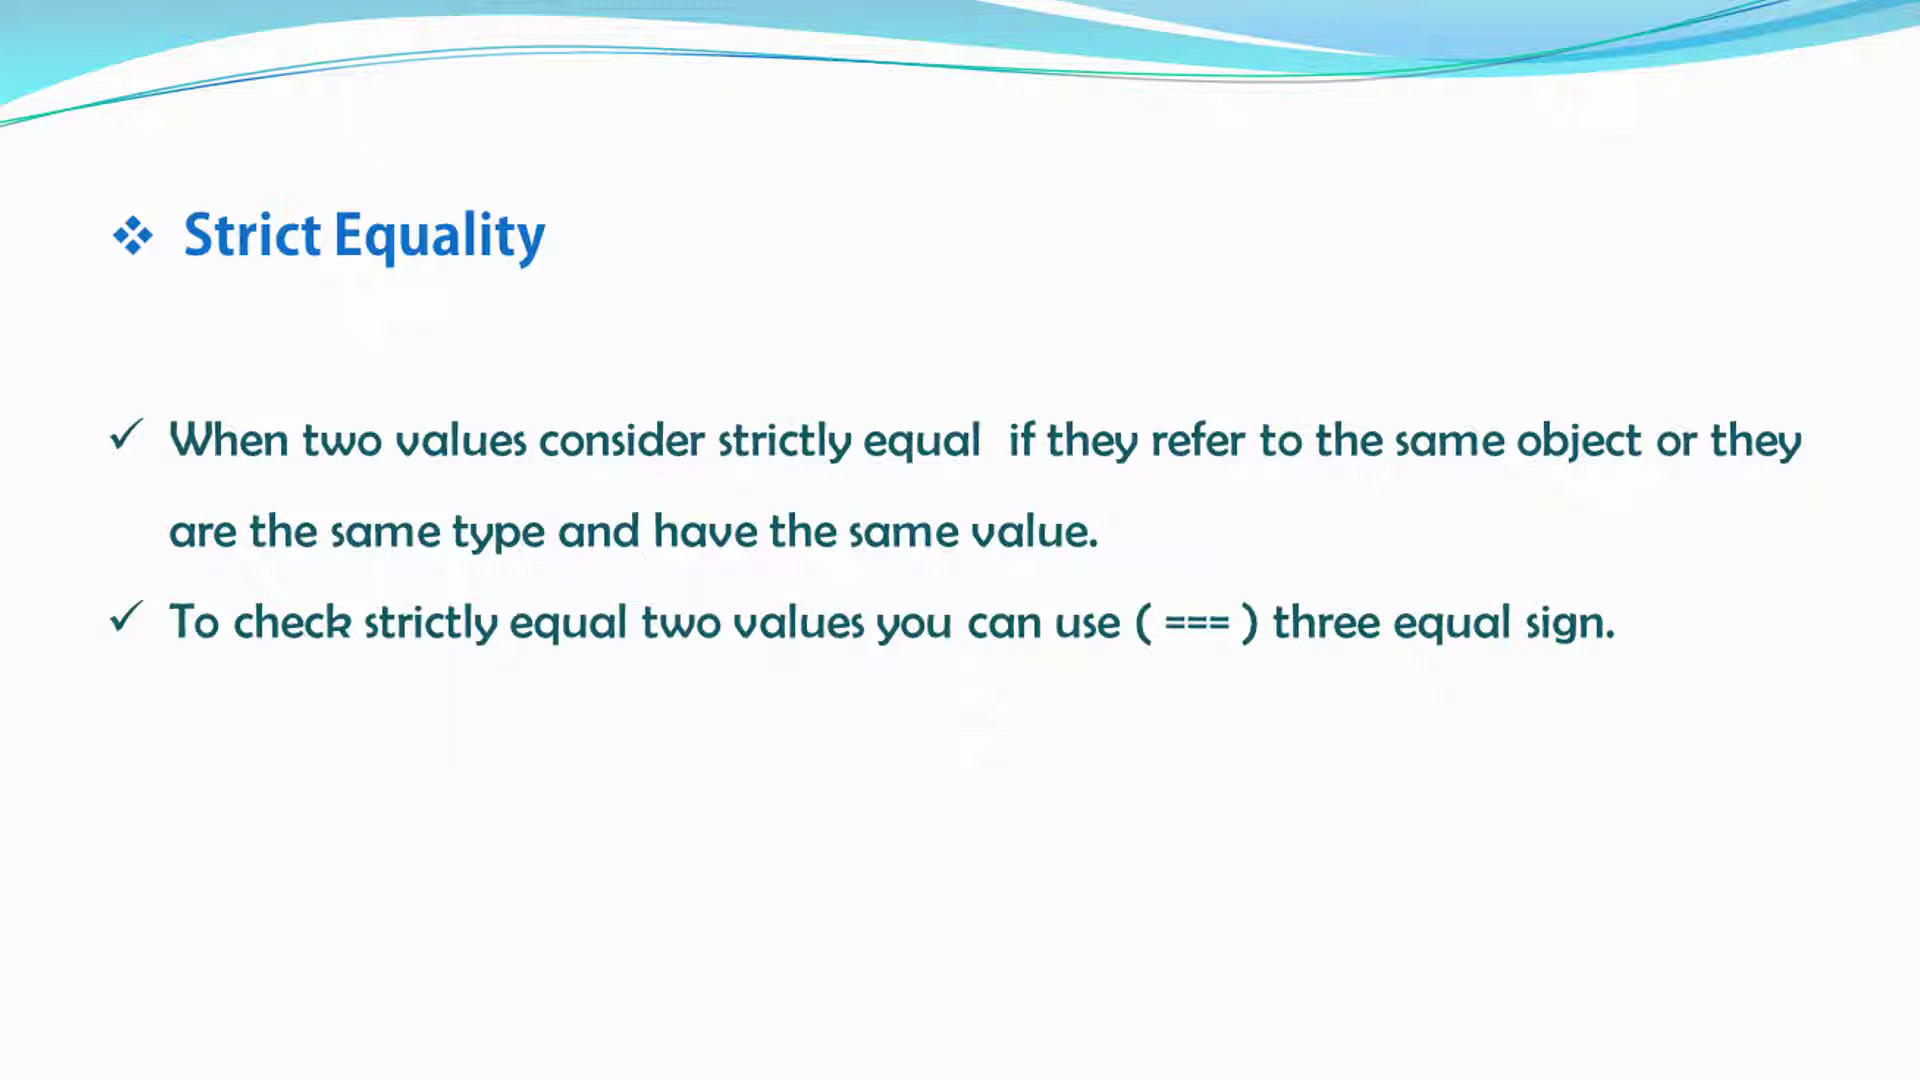 ❖ Strict Equality
✓ When two values consider strictly equal  if they refer to the same object or they
are the same type and have the same value.
✓ To check strictly equal two values you can use ( === ) three equal sign.